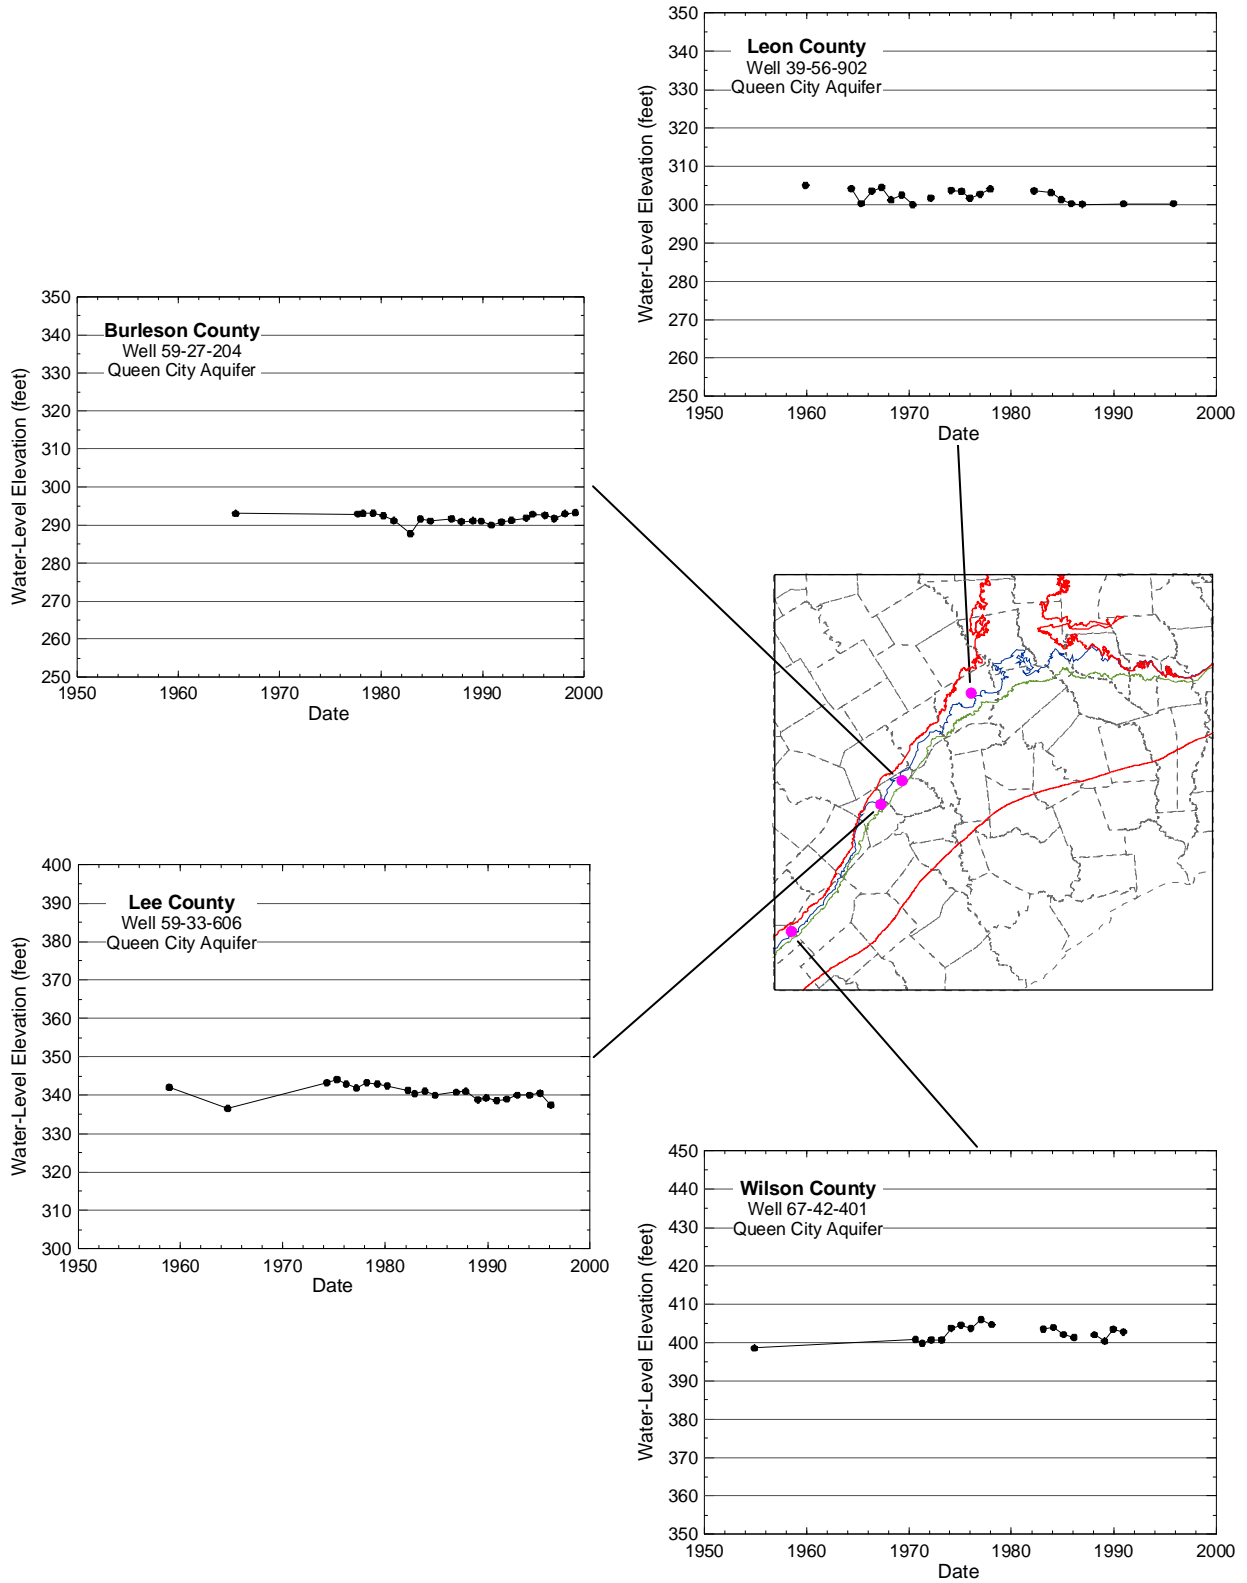 350
340
330
320
310
300
290
280
270
260
250
Water-Level Elevation (feet)
Leon County
Well 39-56-902
Queen City Aquifer
1950 1960 1970 1980 1990 2000
Date
350
340
330
320
310
300
290
280
270
260
250
Water-Level Elevation (feet)
Burleson County
Well 59-27-204
Queen City Aquifer
1950 1960 1970 1980 1990 2000
Date
400
390
380
370
360
350
340
330
320
310
300
Water-Level Elevation (feet)
Lee County
Well 59-33-606
Queen City Aquifer
1950 1960 1970 1980 1990 2000
Date
450
440
430
420
410
400
390
380
370
360
350
Water-Level Elevation (feet)
Wilson County
Well 67-42-401
Queen City Aquifer
1950 1960 1970 1980 1990 2000
Date